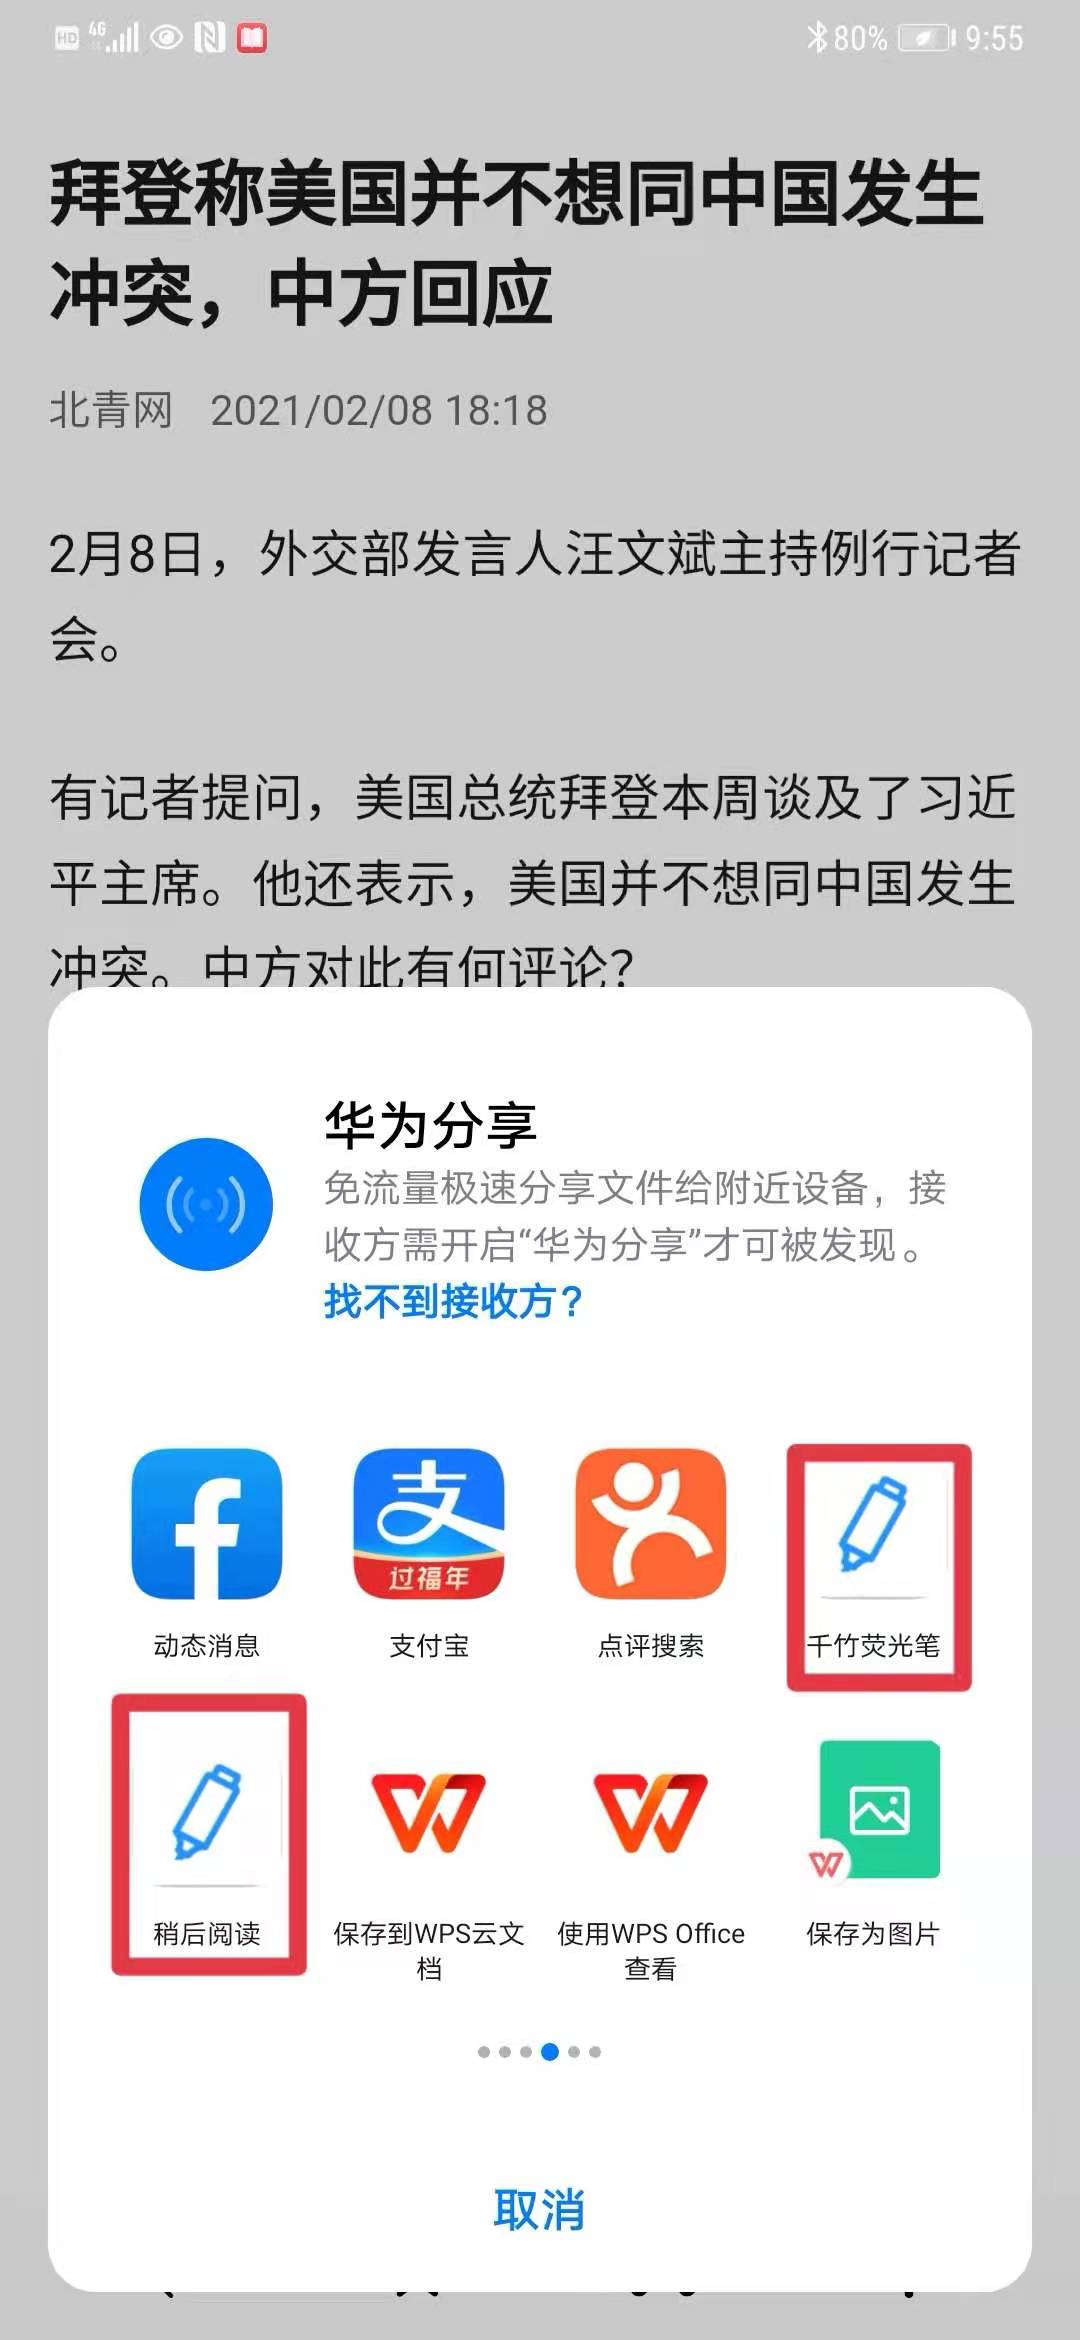 HD 4G 80% 9:55
拜登称美国并不想同中国发生
冲突，中方回应
北青网 2021/02/08 18:18
2月8日，外交部发言人汪文斌主持例行记者
会。
有记者提问，美国总统拜登本周谈及了习近
平主席。他还表示，美国并不想同中国发生
冲突。中方对此有何评论？
华为分享
免流量极速分享文件给附近设备，接
收方需开启“华为分享”才可被发现。
找不到接收方？
支
过福年
动态消息 支付宝 点评搜索 千竹荧光笔
稍后阅读 保存到WPS云文 使用WPS Office 保存为图片
档 查看
取消